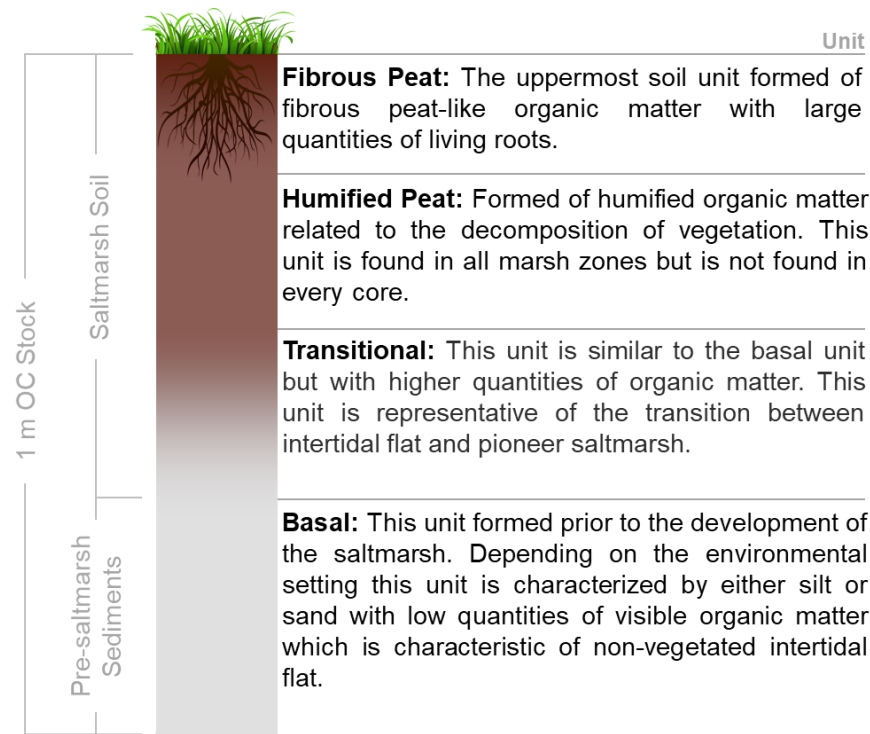 Unit
Fibrous Peat: The uppermost soil unit formed of
fibrous peat-like organic matter with large
quantities of living roots.
Humified Peat: Formed of humified organic matter
related to the decomposition of vegetation. This
unit is found in all marsh zones but is not found in
every core.
Transitional: This unit is similar to the basal unit
but with higher quantities of organic matter. This
unit is representative of the transition between
intertidal flat and pioneer saltmarsh.
Basal: This unit formed prior to the development of
the saltmarsh. Depending on the environmental
setting this unit is characterized by either silt or
sand with low quantities of visible organic matter
which is characteristic of non-vegetated intertidal
flat.
1 m OC Stock
Saltmarsh Soil
Pre-saltmarsh
Sediments